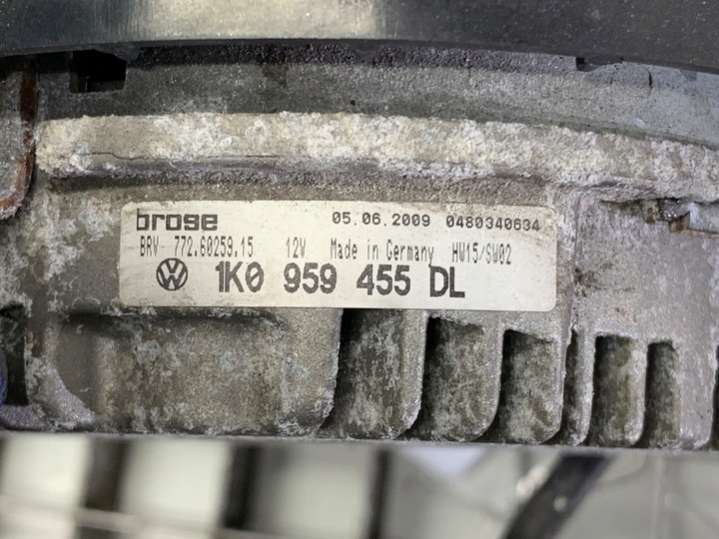 brose 05.06.2009 0480340634
BRV 772.60259.15 12V Made in Germany HW15/SW02
VW 1K0 959 455 DL